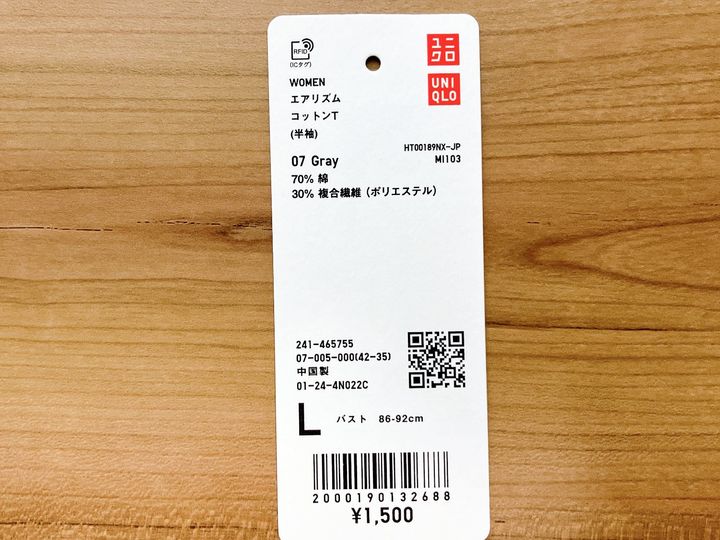 RFID
(ICタグ)
ユニ
クロ
UNI
QLO
WOMEN
エアリズム
コットンT
(半袖)
HT00189NX-JP
07 Gray
MI103
70% 綿
30% 複合繊維 (ポリエステル)
241-465755
07-005-000(42-35)
中国製
01-24-4N022C
L バスト 86-92cm
2000190132688
¥1,500